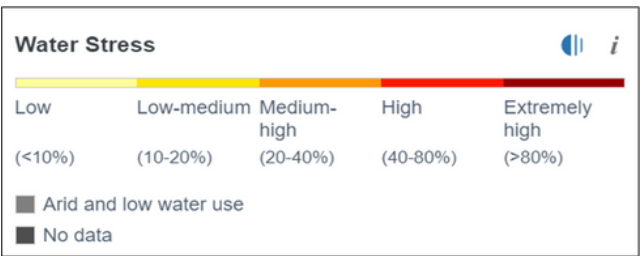 Water Stress i
Low Low-medium Medium-high High Extremely high
(<10%) (10-20%) (20-40%) (40-80%) (>80%)
Arid and low water use
No data